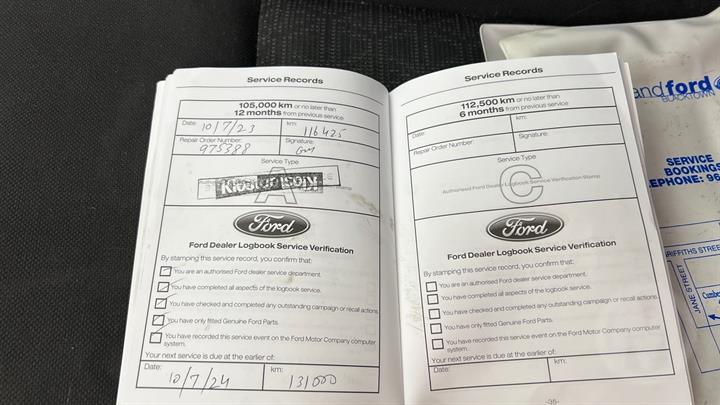 Service Records
105,000 km or no later than
12 months from previous service
Date: 10/7/23
km: 116425
Repair Order Number: 975388
Signature:
Service Type
A
Ford
Ford Dealer Logbook Service Verification
By stamping this service record, you confirm that:
You are an authorised Ford dealer service department.
You have completed all aspects of the logbook service.
You have checked and completed any outstanding campaign or recall actions.
You have only fitted Genuine Ford Parts.
You have recorded this service event on the Ford Motor Company computer
system.
Your next service is due at the earlier of:
Date: 10/7/24
km: 131000
Service Records
112,500 km or no later than
6 months from previous service
Date:
km:
Repair Order Number:
Signature:
Service Type
C
Authorised Ford Dealer Logbook Service Verification Stamp
Ford
Ford Dealer Logbook Service Verification
By stamping this service record, you confirm that:
You are an authorised Ford dealer service department.
You have completed all aspects of the logbook service.
You have checked and completed any outstanding campaign or recall actions.
You have only fitted Genuine Ford Parts.
You have recorded this service event on the Ford Motor Company computer
system.
Your next service is due at the earlier of:
Date:
km:
-35-
andford
BLACKTOWN
SERVICE
BOOKING
EPHONE: 96
GRIFFITHS STREE
JANE STREET